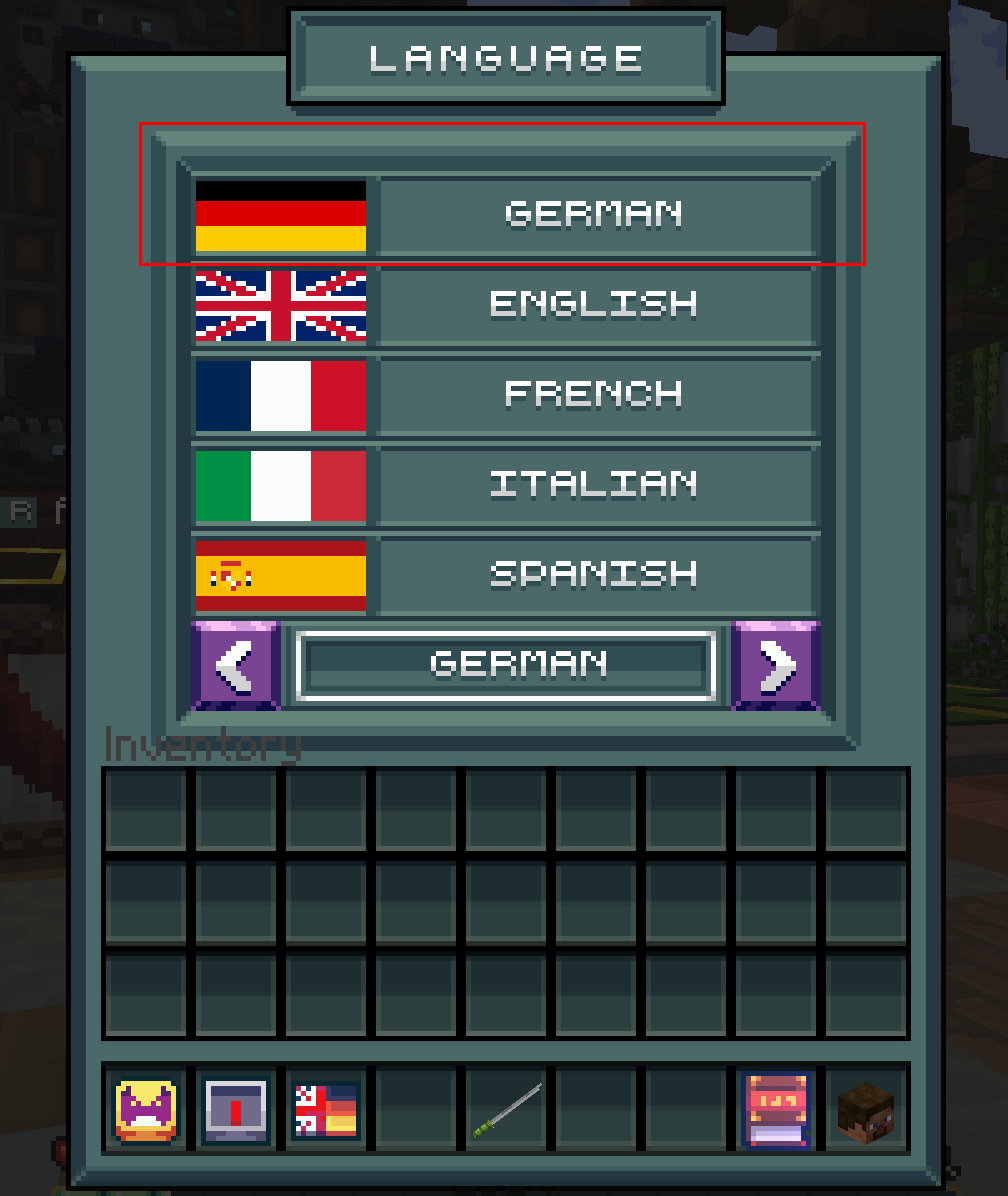 LANGUAGE
GERMAN
ENGLISH
FRENCH
ITALIAN
SPANISH
GERMAN
Inventory
R